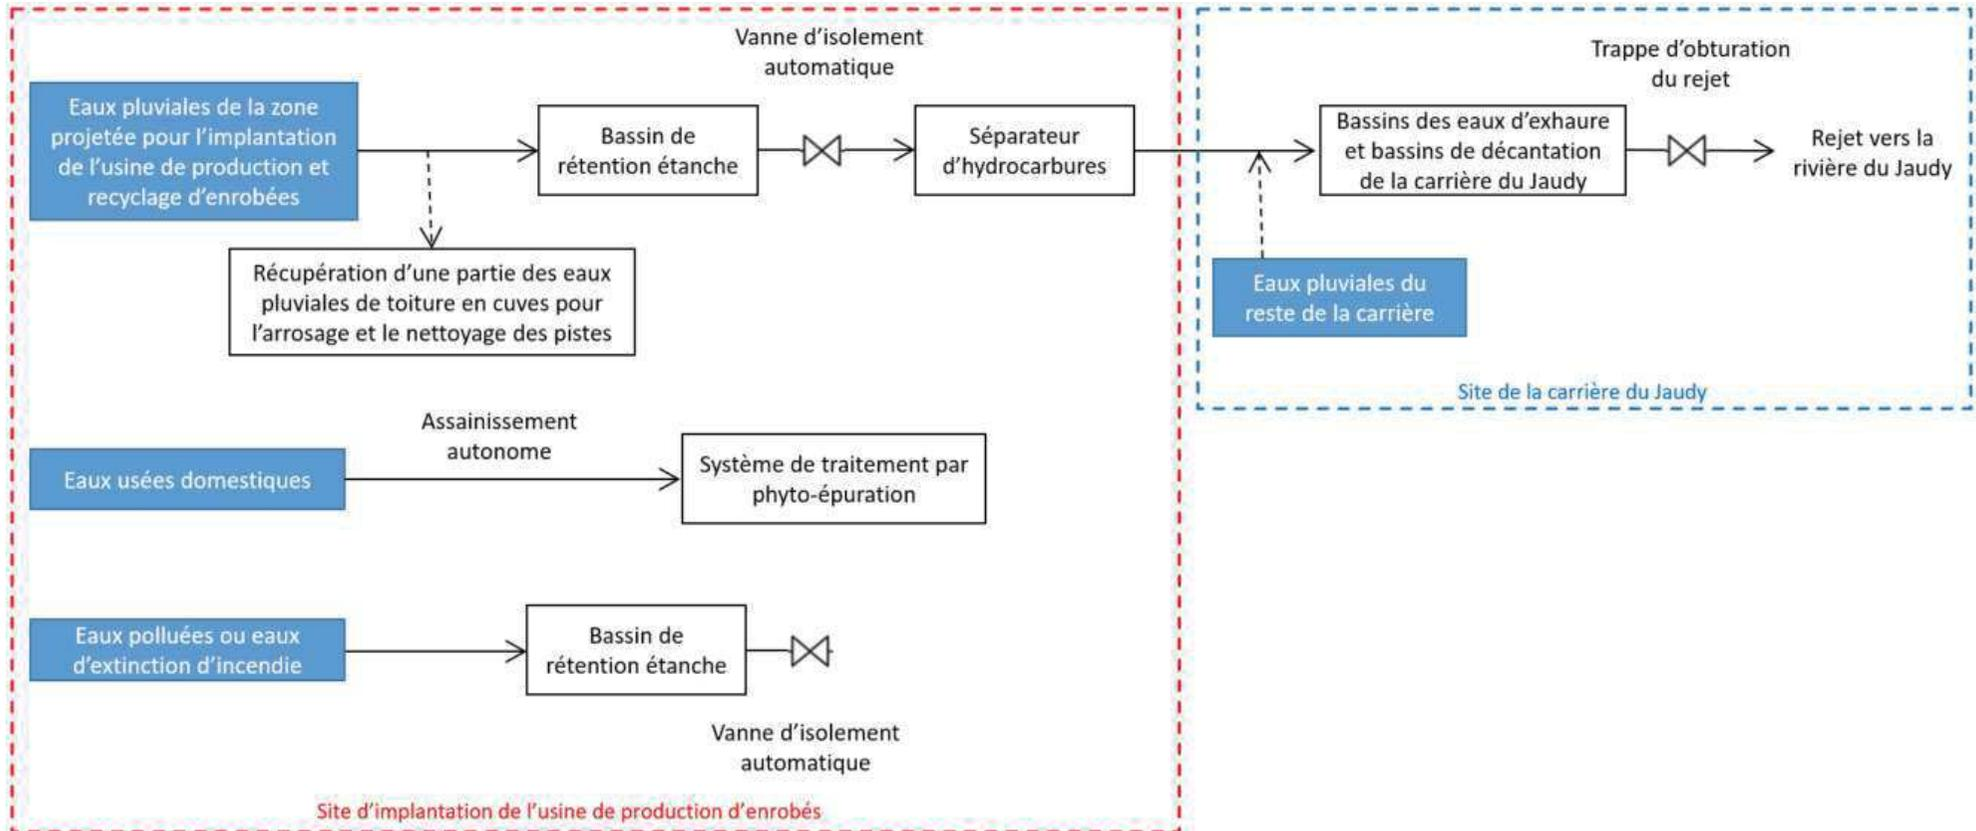 Vanne d'isolement
automatique
Eaux pluviales de la zone
projetée pour l'implantation
de l'usine de production et
recyclage d'enrobées
Bassin de
rétention étanche
Séparateur
d'hydrocarbures
Récupération d'une partie des eaux
pluviales de toiture en cuves pour
l'arrosage et le nettoyage des pistes
Trappe d'obturation
du rejet
Bassins des eaux d'exhaure
et bassins de décantation
de la carrière du Jaudy
Rejet vers la
rivière du Jaudy
Eaux pluviales du
reste de la carrière
Site de la carrière du Jaudy
Assainissement
autonome
Eaux usées domestiques
Système de traitement par
phyto-épuration
Eaux polluées ou eaux
d'extinction d'incendie
Bassin de
rétention étanche
Vanne d'isolement
automatique
Site d'implantation de l'usine de production d'enrobés